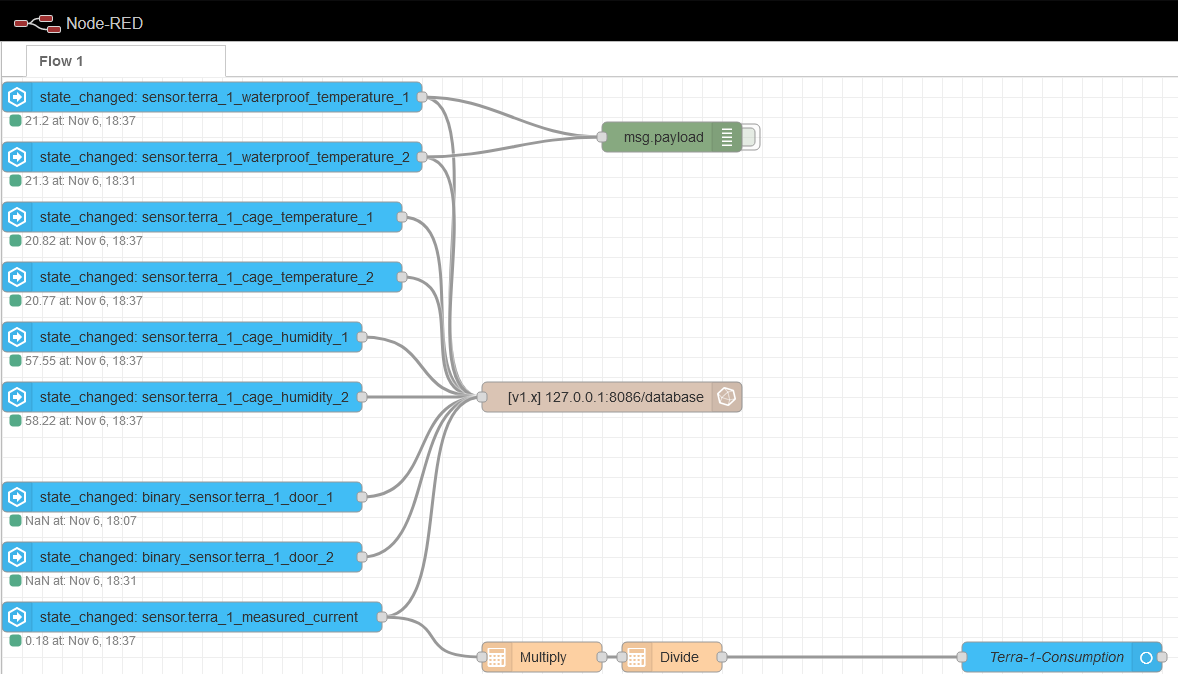 Node-RED
Flow 1
state_changed: sensor.terra_1_waterproof_temperature_1
21.2 at: Nov 6, 18:37
msg.payload
state_changed: sensor.terra_1_waterproof_temperature_2
21.3 at: Nov 6, 18:31
state_changed: sensor.terra_1_cage_temperature_1
20.82 at: Nov 6, 18:37
state_changed: sensor.terra_1_cage_temperature_2
20.77 at: Nov 6, 18:37
state_changed: sensor.terra_1_cage_humidity_1
57.55 at: Nov 6, 18:37
state_changed: sensor.terra_1_cage_humidity_2
[v1.x] 127.0.0.1:8086/database
58.22 at: Nov 6, 18:37
state_changed: binary_sensor.terra_1_door_1
NaN at: Nov 6, 18:07
state_changed: binary_sensor.terra_1_door_2
NaN at: Nov 6, 18:31
state_changed: sensor.terra_1_measured_current
0.18 at: Nov 6, 18:37
Multiply
Divide
Terra-1-Consumption